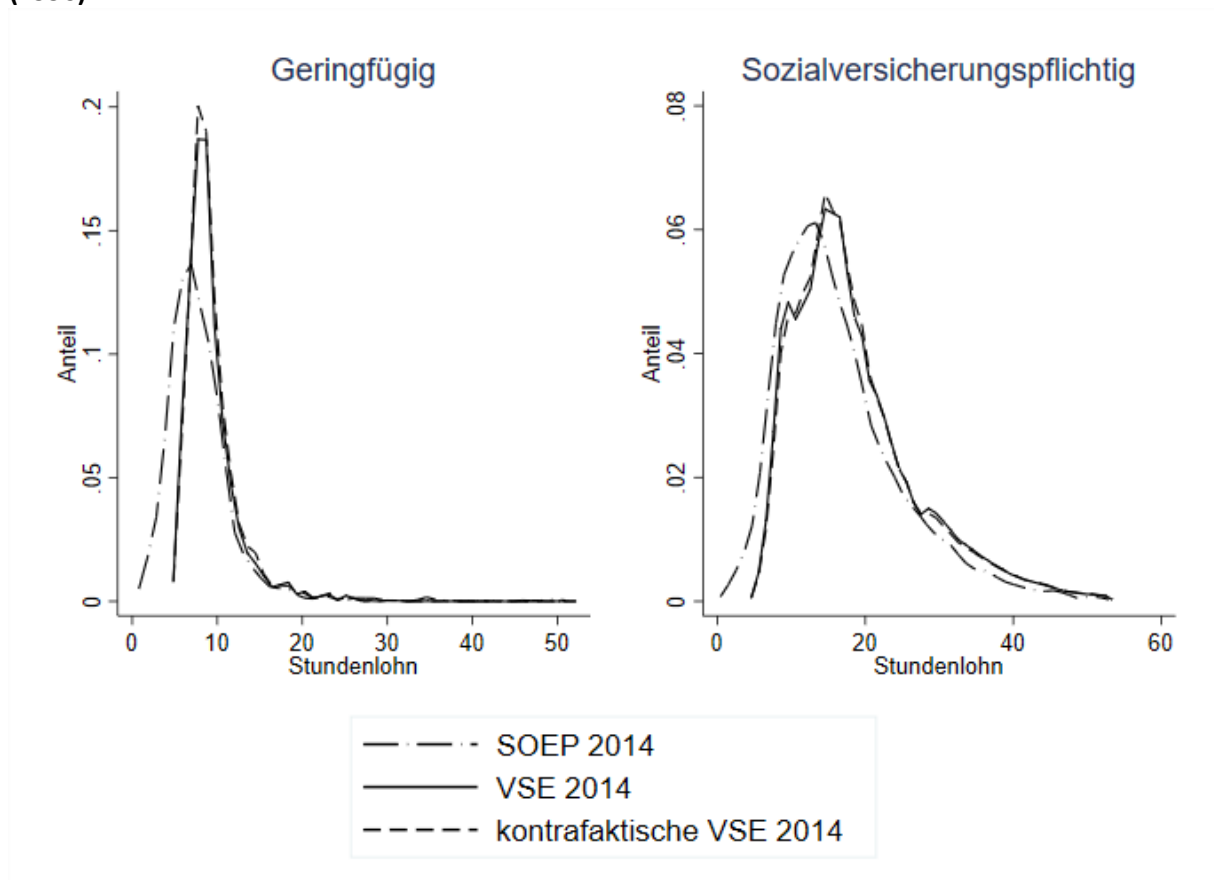 Geringfügig
Sozialversicherungspflichtig
Anteil
0 .05 .1 .15 .2
0 10 20 30 40 50
Stundenlohn
Anteil
0 .02 .04 .06 .08
0 20 40 60
Stundenlohn
SOEP 2014
VSE 2014
kontrafaktische VSE 2014